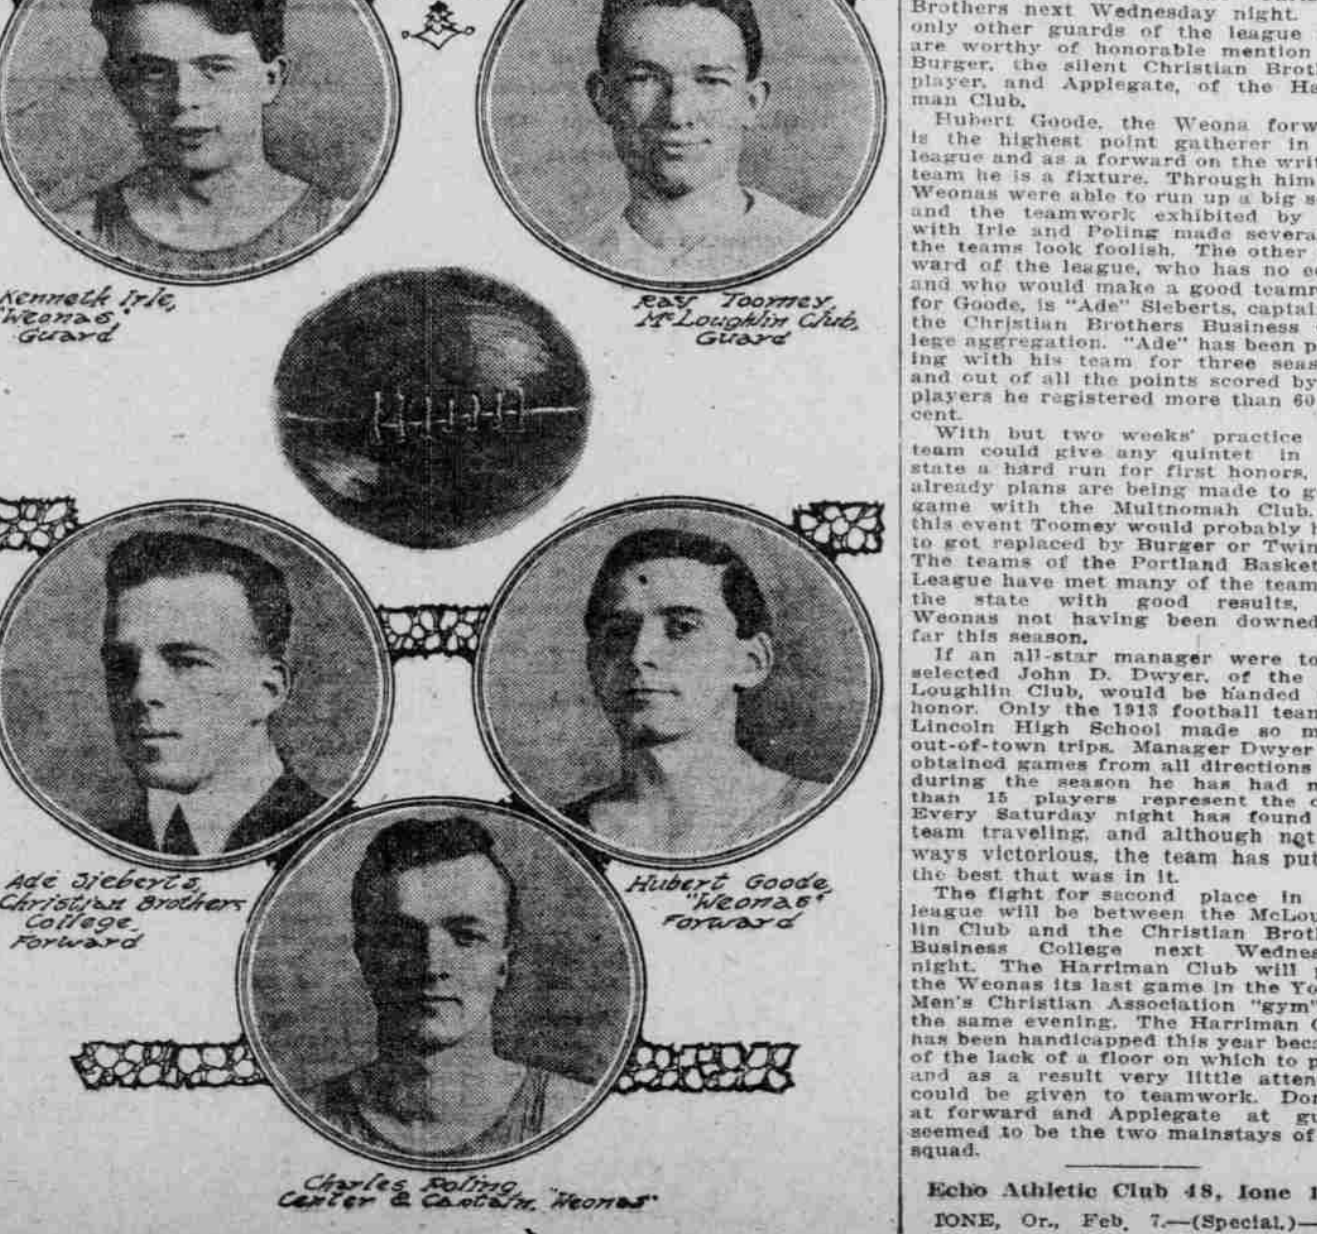 Kenneth Irle,
"Weonas"
Guard
Ray Toomey,
McLoughlin Club,
Guard
Ade Sieberts,
Christian Brothers
College,
Forward
Hubert Goode,
"Weonas"
Forward
Charles Poling,
Center & Captain, "Weonas"
Brothers next Wednesday night.
only other guards of the league
are worthy of honorable mention
Burger, the silent Christian Brot
player, and Applegate, of the Ha
man Club.
Hubert Goode, the Weona forw
is the highest point gatherer in
league and as a forward on the writ
team he is a fixture. Through him
Weonas were able to run up a big s
and the teamwork exhibited by
with Irle and Poling made severa
the teams look foolish. The other
ward of the league, who has no e
and who would make a good teamm
for Goode, is "Ade" Sieberts, captai
the Christian Brothers Business
lege aggregation. "Ade" has been p
ing with his team for three seas
and out of all the points scored by
players he registered more than 60
cent.
With but two weeks' practice
team could give any quintet in
state a hard run for first honors,
already plans are being made to g
game with the Multnomah Club.
this event Toomey would probably h
to get replaced by Burger or Twin
The teams of the Portland Basket
League have met many of the team
the state with good results,
Weonas not having been downed
far this season.
If an all-star manager were to
selected John D. Dwyer, of the
Loughlin Club, would be handed
honor. Only the 1913 football team
Lincoln High School made so m
out-of-town trips. Manager Dwyer
obtained games from all directions
during the season he has had m
than 15 players represent the c
Every Saturday night has found
team traveling, and although not
ways victorious, the team has put
the best that was in it.
The fight for second place in
league will be between the McLou
lin Club and the Christian Broth
Business College next Wednes
night. The Harriman Club will p
the Weonas its last game in the Yo
Men's Christian Association "gym"
the same evening. The Harriman C
has been handicapped this year beca
of the lack of a floor on which to p
and as a result very little atten
could be given to teamwork. Dor
at forward and Applegate at gu
seemed to be the two mainstays of
squad.
Echo Athletic Club 48, Ione 1
IONE, Or., Feb. 7.—(Special.)—